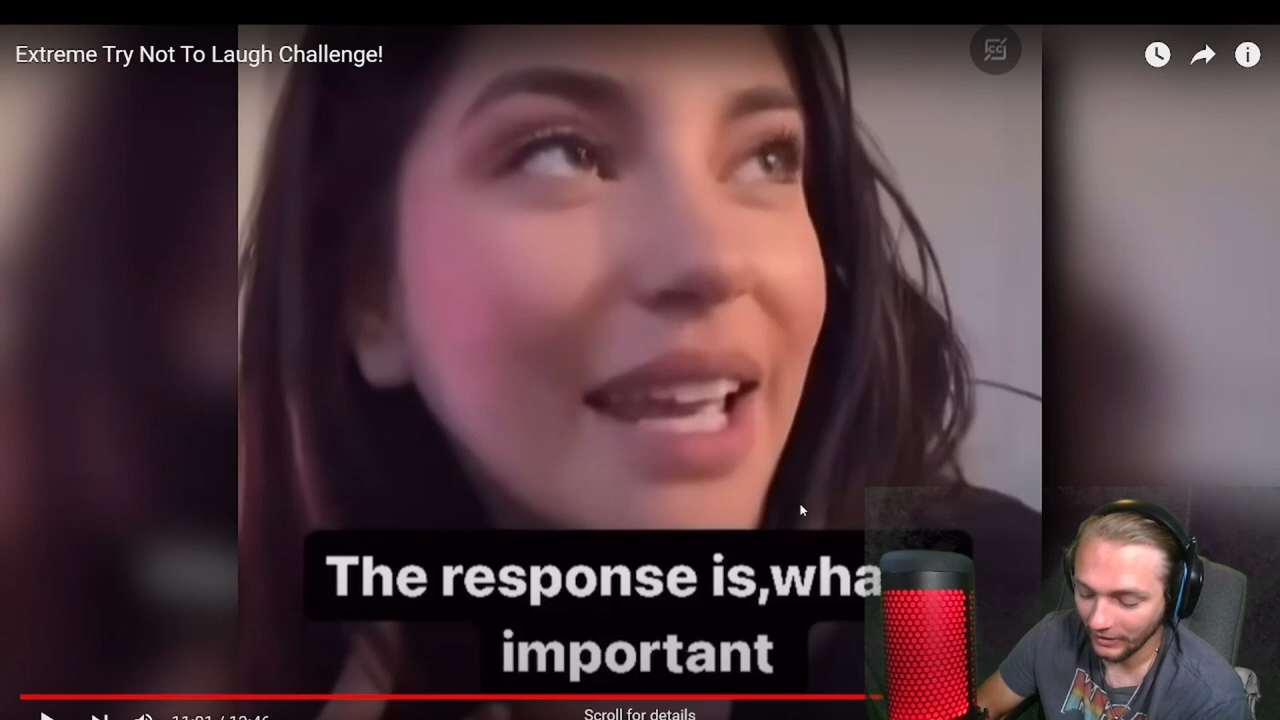 Extreme Try Not To Laugh Challenge!
The response is,wha
important
Scroll for details